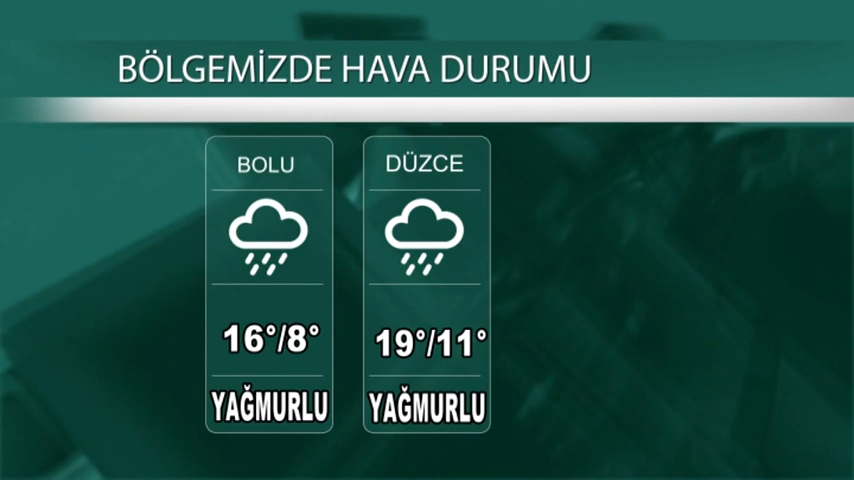 BÖLGEMİZDE HAVA DURUMU
BOLU
16°/8°
YAĞMURLU
DÜZCE
19°/11°
YAĞMURLU